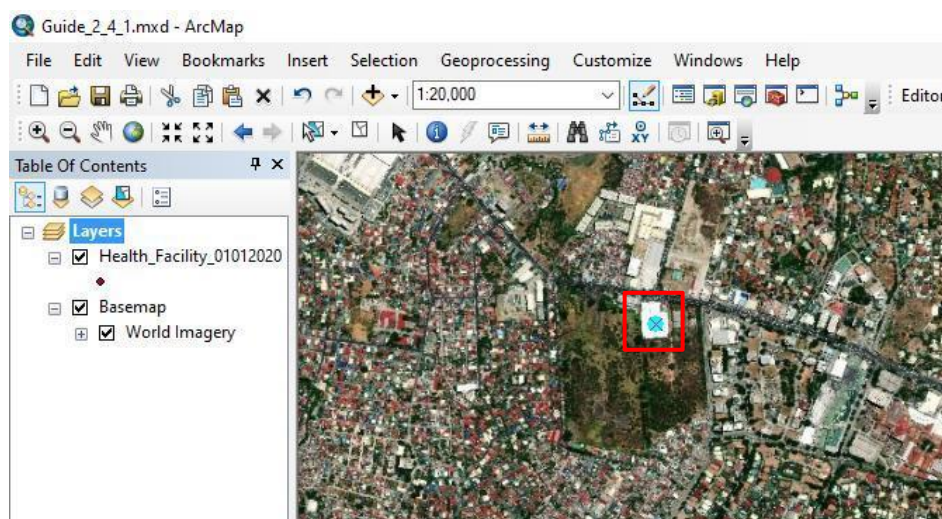 Guide_2_4_1.mxd - ArcMap
File Edit View Bookmarks Insert Selection Geoprocessing Customize Windows Help
1:20,000
Editor
XY
Table Of Contents
Layers
Health_Facility_01012020
Basemap
World Imagery